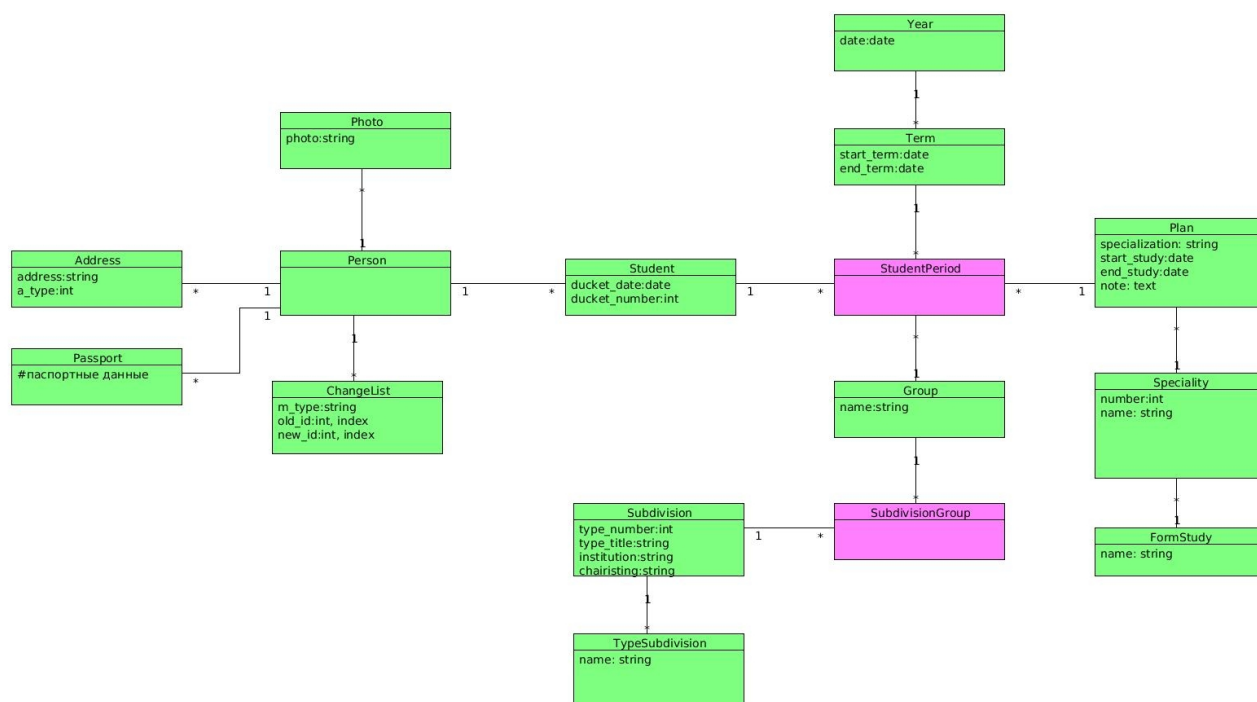 Year
date:date
1
*
Photo
photo:string
*
1
Term
start_term:date
end_term:date
1
*
Address
address:string
a_type:int
*
1
Person
1
*
Student
ducket_date:date
ducket_number:int
1
*
StudentPeriod
*
1
Plan
specialization: string
start_study:date
end_study:date
note: text
1
*
Passport
#паспортные данные
1
*
ChangeList
m_type:string
old_id:int, index
new_id:int, index
*
1
Group
name:string
*
1
Speciality
number:int
name: string
1
*
Subdivision
type_number:int
type_title:string
institution:string
chairisting:string
1
*
SubdivisionGroup
*
1
FormStudy
name: string
1
*
TypeSubdivision
name: string